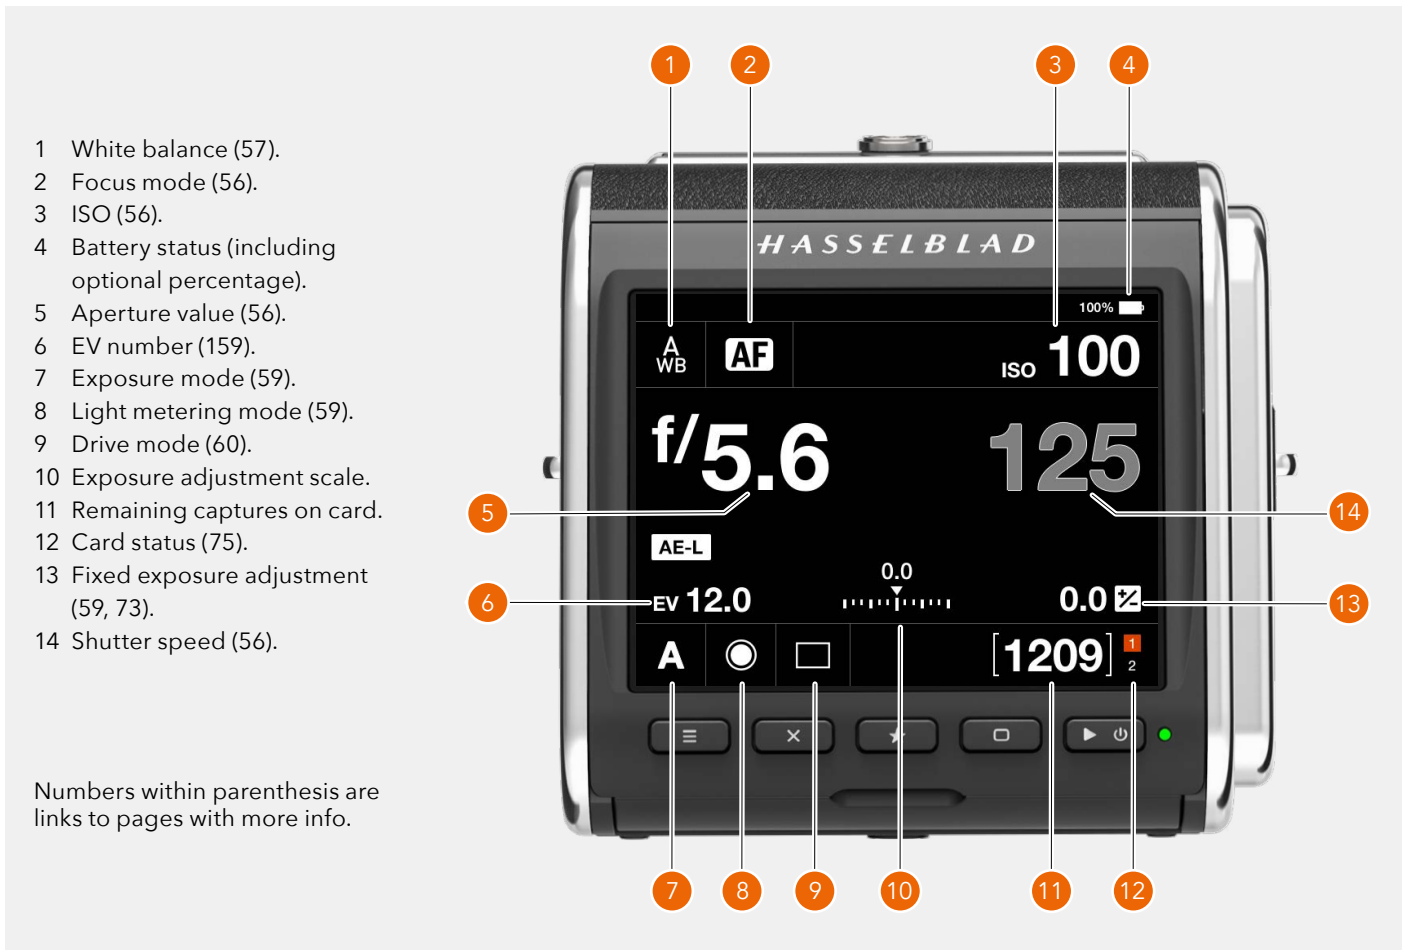 1 White balance (57).
2 Focus mode (56).
3 ISO (56).
4 Battery status (including
optional percentage).
5 Aperture value (56).
6 EV number (159).
7 Exposure mode (59).
8 Light metering mode (59).
9 Drive mode (60).
10 Exposure adjustment scale.
11 Remaining captures on card.
12 Card status (75).
13 Fixed exposure adjustment
(59, 73).
14 Shutter speed (56).
Numbers within parenthesis are
links to pages with more info.
1 2 3 4
HASSELBLAD
100%
A
WB
AF
ISO 100
f/5.6
125
5
14
AE-L
0.0
6
EV 12.0
0.0
13
A
[1209]
1
2
7 8 9 10 11 12